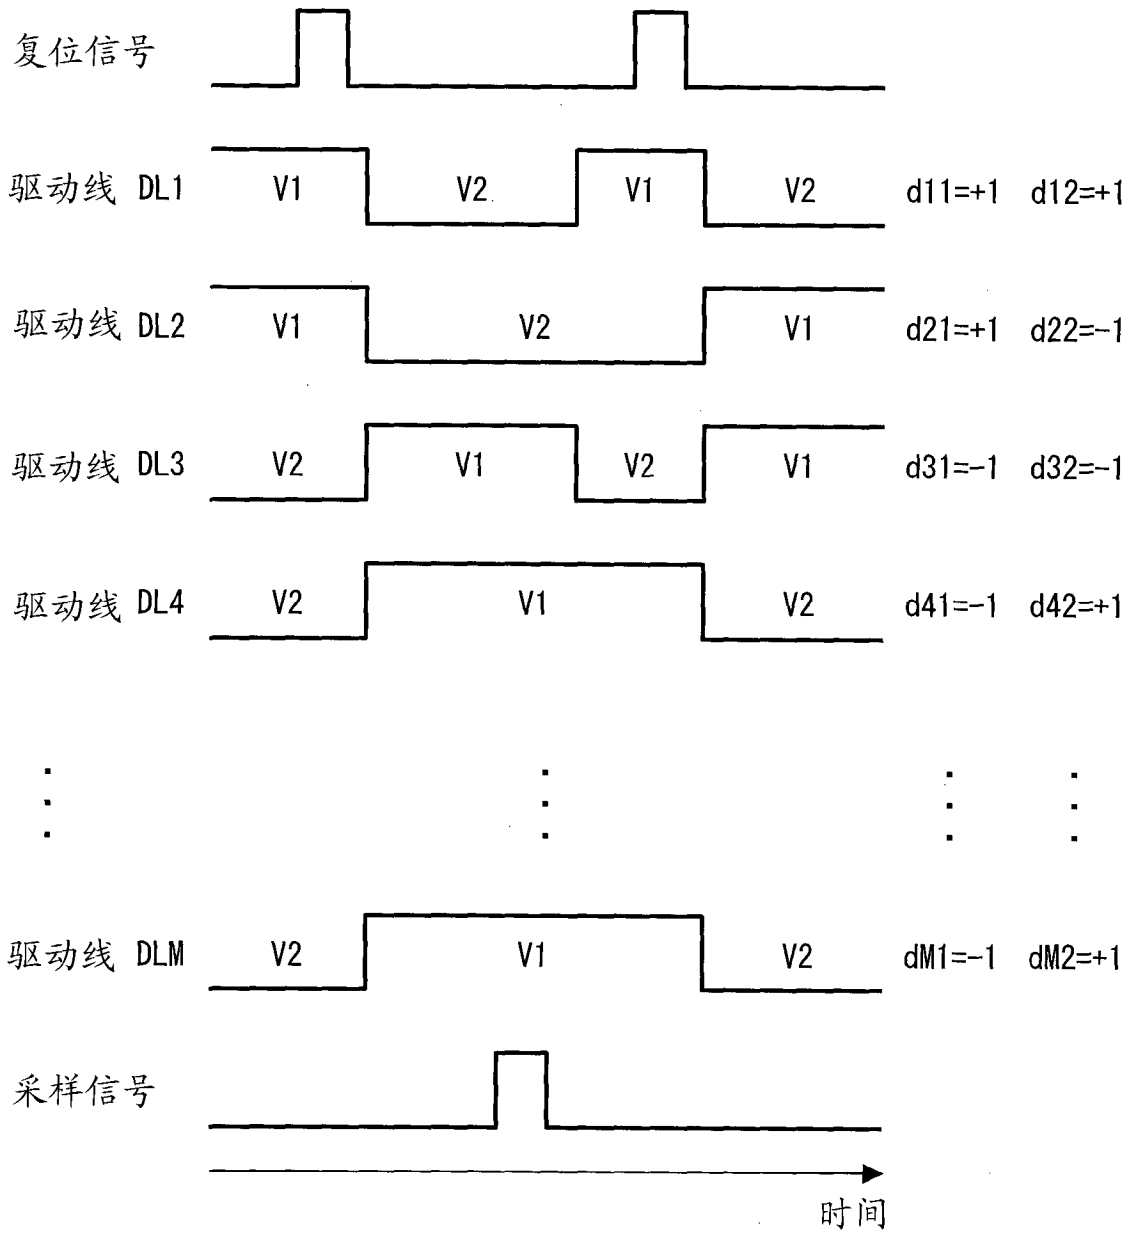 复位信号
驱动线 DL1 V1 V2 V1 V2 d11=+1 d12=+1
驱动线 DL2 V1 V2 V1 d21=+1 d22=-1
驱动线 DL3 V2 V1 V2 V1 d31=-1 d32=-1
驱动线 DL4 V2 V1 V2 d41=-1 d42=+1
驱动线 DLM V2 V1 V2 dM1=-1 dM2=+1
采样信号
时间